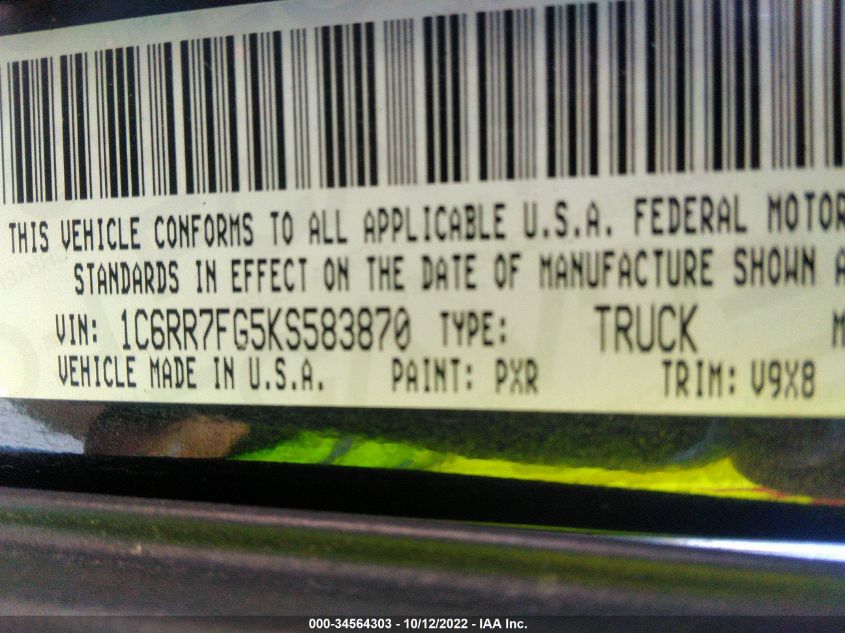 THIS VEHICLE CONFORMS TO ALL APPLICABLE U.S.A. FEDERAL MOTOR
STANDARDS IN EFFECT ON THE DATE OF MANUFACTURE SHOWN A
VIN: 1C6RR7FG5KS583870 TYPE: TRUCK M
VEHICLE MADE IN U.S.A. PAINT: PXR TRIM: V9X8
000-34564303 - 10/12/2022 - IAA Inc.